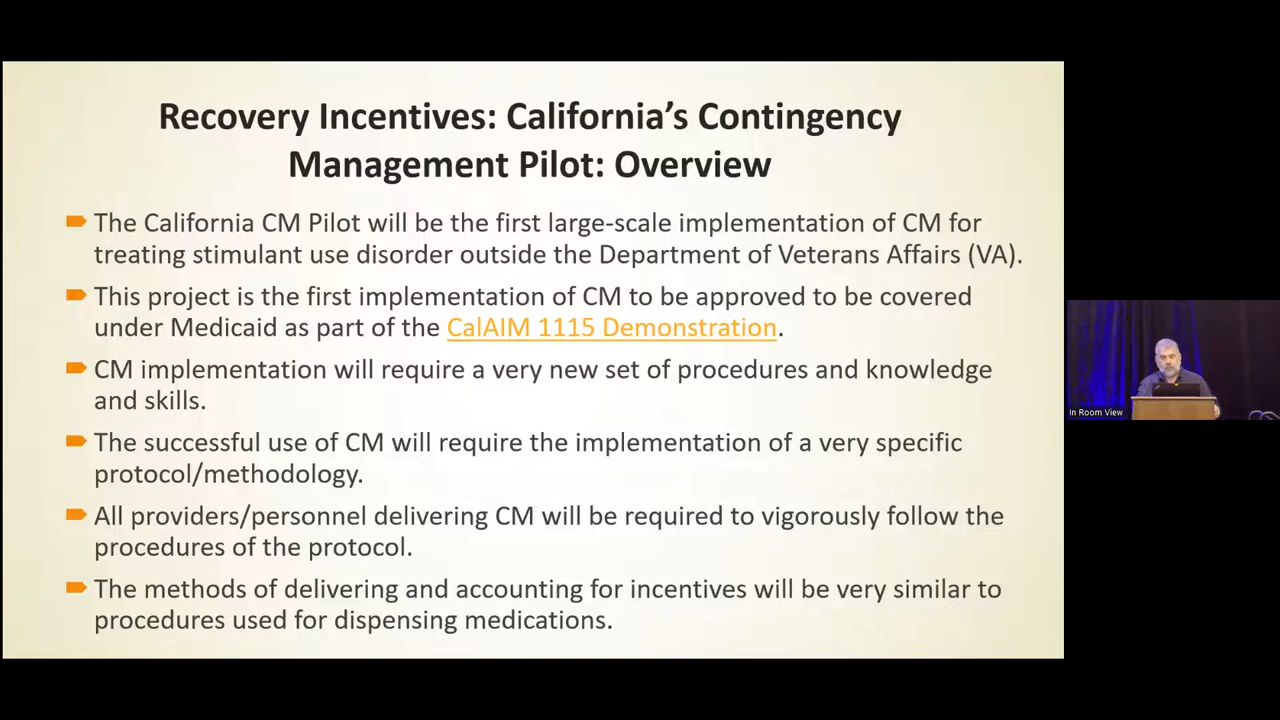 Recovery Incentives: California’s Contingency
Management Pilot: Overview
The California CM Pilot will be the first large-scale implementation of CM for
treating stimulant use disorder outside the Department of Veterans Affairs (VA).
This project is the first implementation of CM to be approved to be covered
under Medicaid as part of the CalAIM 1115 Demonstration.
CM implementation will require a very new set of procedures and knowledge
and skills.
The successful use of CM will require the implementation of a very specific
protocol/methodology.
All providers/personnel delivering CM will be required to vigorously follow the
procedures of the protocol.
The methods of delivering and accounting for incentives will be very similar to
procedures used for dispensing medications.
In Room View